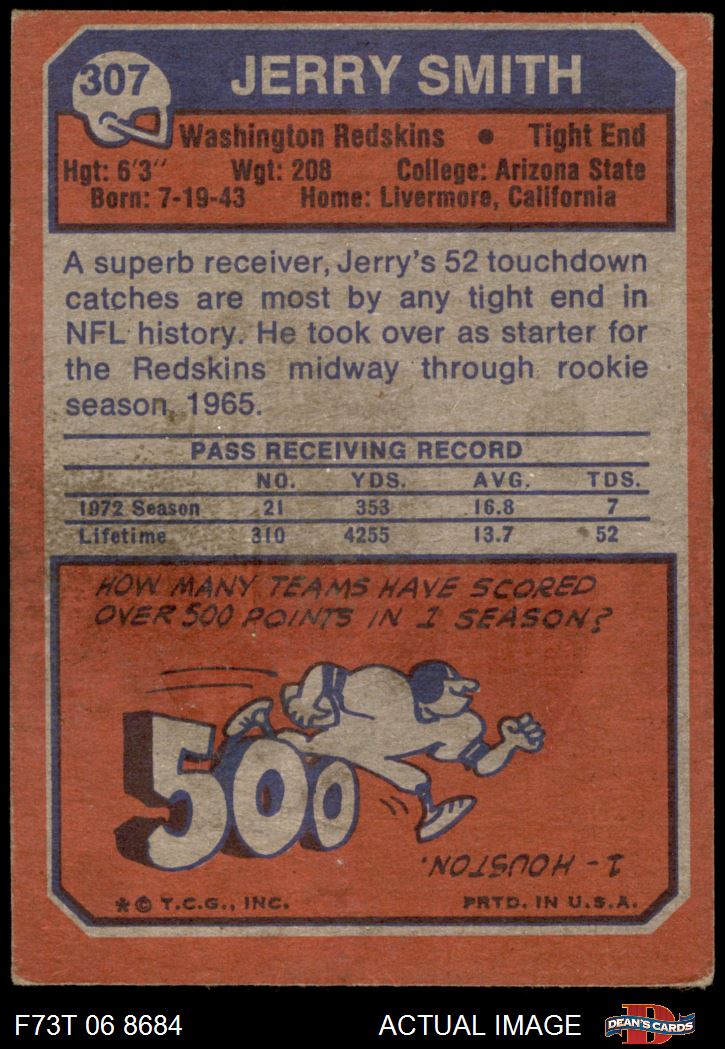 307
JERRY SMITH
Washington Redskins • Tight End
Hgt: 6'3" Wgt: 208 College: Arizona State
Born: 7-19-43 Home: Livermore, California
A superb receiver, Jerry's 52 touchdown
catches are most by any tight end in
NFL history. He took over as starter for
the Redskins midway through rookie
season, 1965.
PASS RECEIVING RECORD
NO. YDS. AVG. TDS.
1972 Season 21 353 16.8 7
Lifetime 310 4255 13.7 52
HOW MANY TEAMS HAVE SCORED
OVER 500 POINTS IN 1 SEASON?
500
1 - HOUSTON.
* © T.C.G., INC. PRTD. IN U.S.A.
F73T 06 8684 ACTUAL IMAGE D DEAN'S CARDS